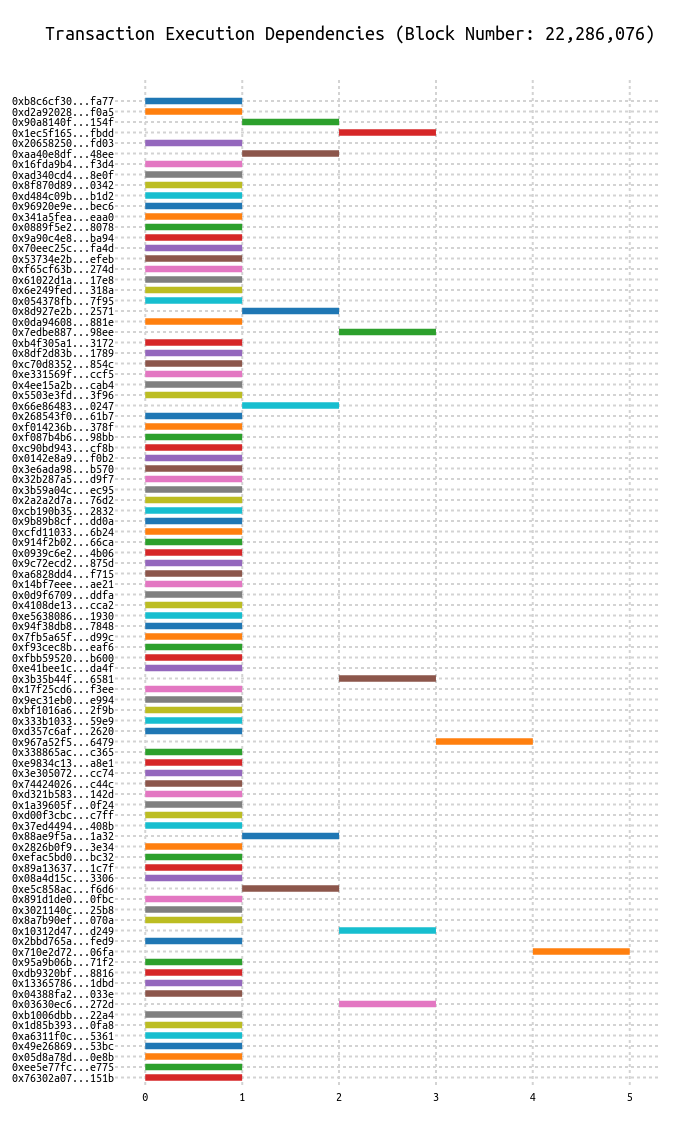 Transaction Execution Dependencies (Block Number: 22,286,076)
0xb8c6cf30...fa77
0xd2a92028...f0a5
0x90a8140f...154f
0x1ec5f165...fbdd
0x20658250...fd03
0xaa40e8df...48ee
0x16fda9b4...f3d4
0xad340cd4...8e0f
0x8f870d89...0342
0xd484c09b...b1d2
0x96920e9e...bec6
0x341a5fea...eaa0
0x0889f5e2...8078
0x9a90c4e8...ba94
0x70eec25c...fa4d
0x53734e2b...efeb
0xf65cf63b...274d
0x61022d1a...17e8
0x6e249fed...318a
0x054378fb...7f95
0x8d927e2b...2571
0x0da94608...881e
0x7edbe887...98ee
0xb4f305a1...3172
0x8df2d83b...1789
0xc70d8352...854c
0xe331569f...ccf5
0x4ee15a2b...cab4
0x5503e3fd...3f96
0x66e86483...0247
0x268543f0...61b7
0xf014236b...378f
0xf087b4b6...98bb
0xc90bd943...cf8b
0x0142e8a9...f0b2
0x3e6ada98...b570
0x32b287a5...d9f7
0x3b59a04c...ec95
0x2a2a2d7a...76d2
0xcb190b35...2832
0x9b89b8cf...dd0a
0xcfd11033...6b24
0x914f2b02...66ca
0x0939c6e2...4b06
0x9c72ecd2...875d
0xa6828dd4...f715
0x14bf7eee...ae21
0x0d9f6709...ddfa
0x4108de13...cca2
0xe5638086...1930
0x94f38db8...7848
0x7fb5a65f...d99c
0xf93cec8b...eaf6
0xfbb59520...b600
0xe41bee1c...da4f
0x3b35b44f...6581
0x17f25cd6...f3ee
0x9ec31eb0...e994
0xbf1016a6...2f9b
0x333b1033...59e9
0xd357c6af...2620
0x967a52f5...6479
0x338865ac...c365
0xe9834c13...a8e1
0x3e305072...cc74
0x74424026...c44c
0xd321b583...142d
0x1a39605f...0f24
0xd00f3cbc...c7ff
0x37ed4494...408b
0x88ae9f5a...1a32
0x2826b0f9...3e34
0xefac5bd0...bc32
0x89a13637...1c7f
0x08a4d15c...3306
0xe5c858ac...f6d6
0x891d1de0...0fbc
0x3021140c...25b8
0x8a7b90ef...070a
0x10312d47...d249
0x2bbd765a...fed9
0x710e2d72...06fa
0x95a9b06b...71f2
0xdb9320bf...8816
0x13365786...1dbd
0x04388fa2...033e
0x03630ec6...272d
0xb1006dbb...22a4
0x1d85b393...0fa8
0xa6311f0c...5361
0x49e26869...53bc
0x05d8a78d...0e8b
0xee5e77fc...e775
0x76302a07...151b
0 1 2 3 4 5